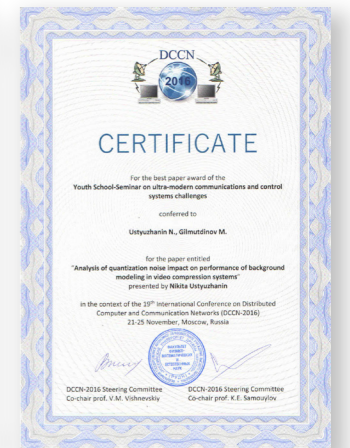 DCCN
2016
CERTIFICATE
For the best paper award of the
Youth School-Seminar on ultra-modern communications and control
systems challenges
conferred to
Ustyuzhanin N., Gilmutdinov M.
for the paper entitled
"Analysis of quantization noise impact on performance of background
modeling in video compression systems"
presented by Nikita Ustyuzhanin
in the context of the 19th International Conference on Distributed
Computer and Communication Networks (DCCN-2016)
21-25 November, Moscow, Russia
DCCN-2016 Steering Committee DCCN-2016 Steering Committee
Co-chair prof. V.M. Vishnevskiy Co-chair prof. K.E. Samouylov